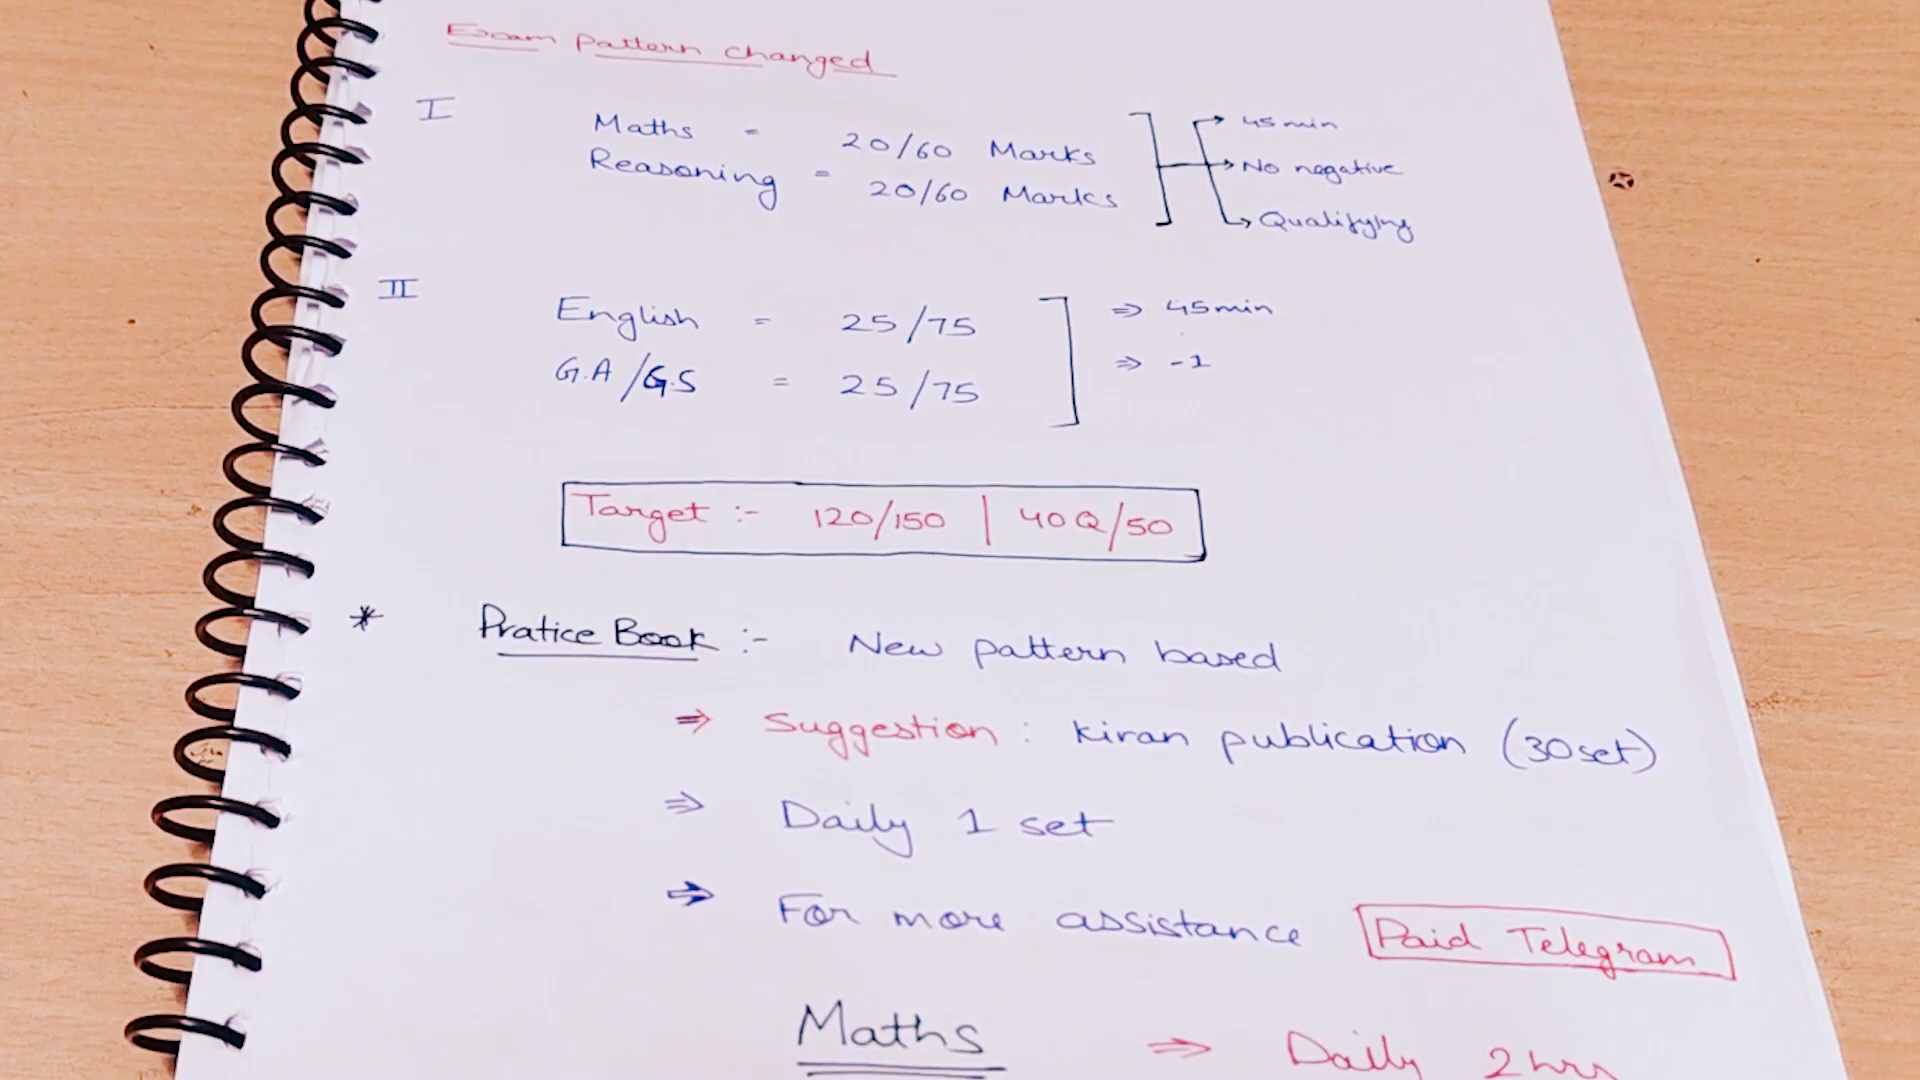 Exam Pattern Changed
I
Maths = 20/60 Marks
Reasoning = 20/60 Marks
→ 45min
→ No negative
→ Qualifying
II
English = 25/75
G.A/G.S = 25/75
⇒ 45min
⇒ -1
Target :- 120/150 | 40Q/50
* Pratice Book :- New pattern based
⇒ Suggestion : kiran publication (30set)
⇒ Daily 1 set
⇒ For more assistance Paid Telegram
Maths ⇒ Daily 2hrs